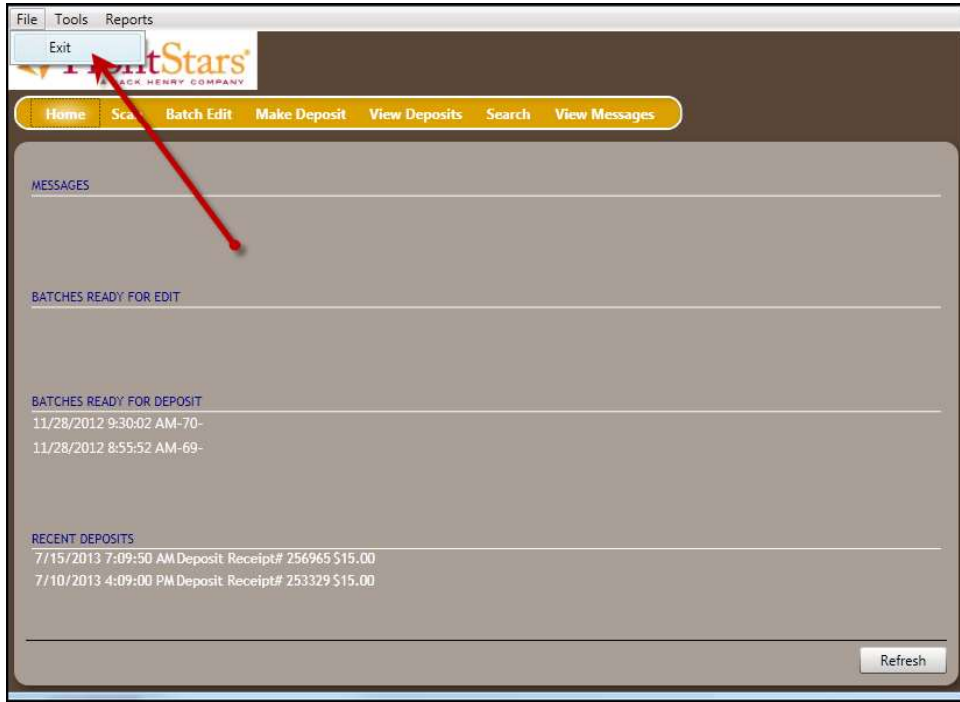 File Tools Reports
Exit
Stars
HENRY COMPANY
Home Batch Edit Make Deposit View Deposits Search View Messages
MESSAGES
BATCHES READY FOR EDIT
BATCHES READY FOR DEPOSIT
11/28/2012 9:30:02 AM-70-
11/28/2012 8:55:52 AM-69-
RECENT DEPOSITS
7/15/2013 7:09:50 AM Deposit Receipt# 256965 $15.00
7/10/2013 4:09:00 PM Deposit Receipt# 253329 $15.00
Refresh